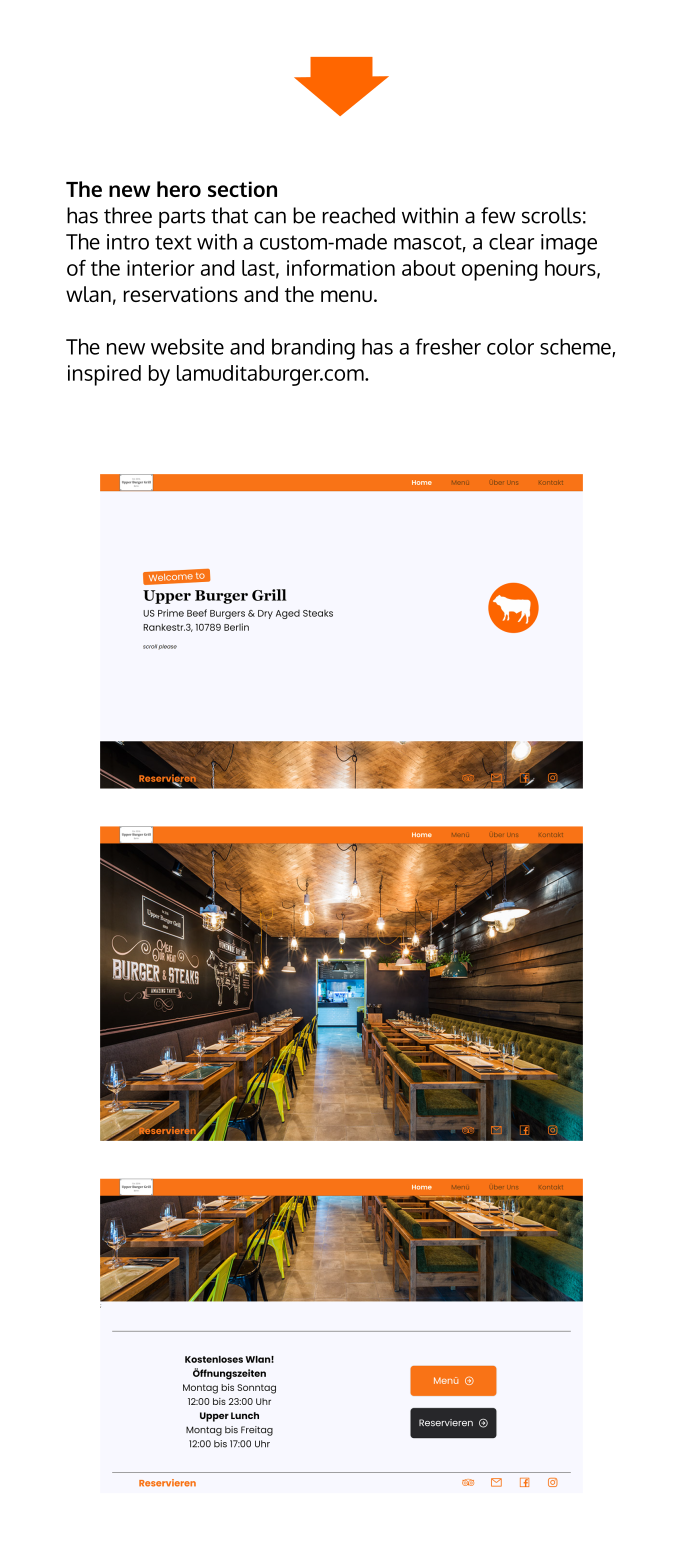 The new hero section
has three parts that can be reached within a few scrolls:
The intro text with a custom-made mascot, a clear image
of the interior and last, information about opening hours,
wlan, reservations and the menu.
The new website and branding has a fresher color scheme,
inspired by lamuditaburger.com.
Upper Burger Grill
Home Menü Über Uns Kontakt
Welcome to
Upper Burger Grill
US Prime Beef Burgers & Dry Aged Steaks
Rankestr.3, 10789 Berlin
scroll please
Reservieren
Upper Burger Grill
Home Menü Über Uns Kontakt
Upper Burger Grill
MEAT
BURGER & STEAKS
AMAZING TASTE
Reservieren
Upper Burger Grill
Home Menü Über Uns Kontakt
Kostenloses Wlan!
Öffnungszeiten
Montag bis Sonntag
12:00 bis 23:00 Uhr
Upper Lunch
Montag bis Freitag
12:00 bis 17:00 Uhr
Menü
Reservieren
Reservieren